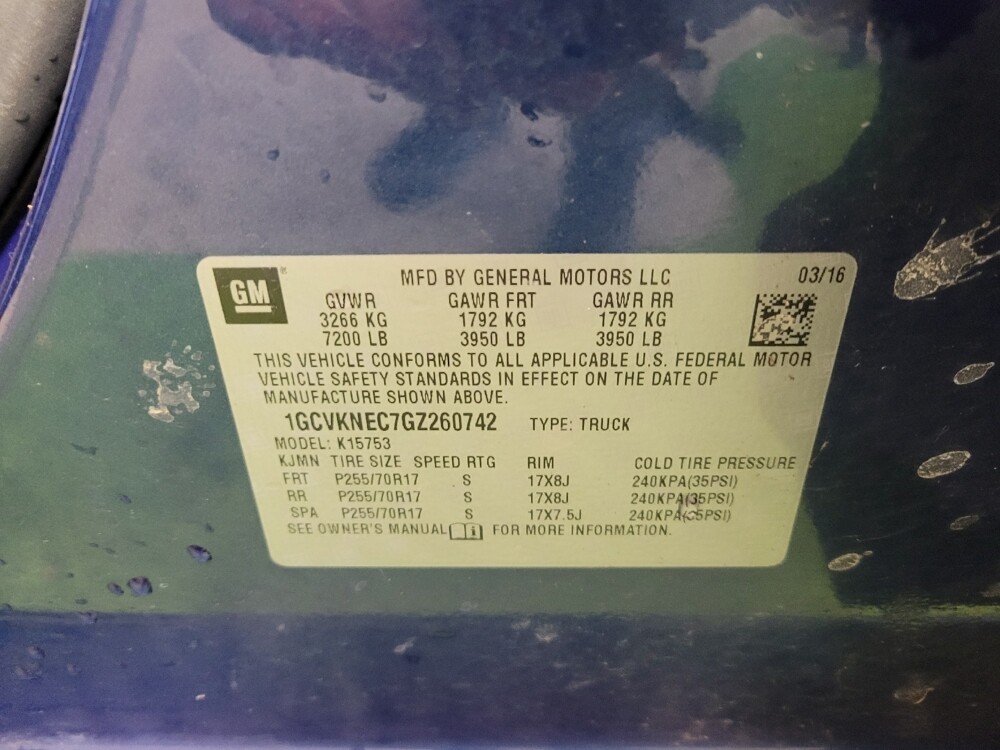 GM
MFD BY GENERAL MOTORS LLC 03/16
GVWR GAWR FRT GAWR RR
3266 KG 1792 KG 1792 KG
7200 LB 3950 LB 3950 LB
THIS VEHICLE CONFORMS TO ALL APPLICABLE U.S. FEDERAL MOTOR
VEHICLE SAFETY STANDARDS IN EFFECT ON THE DATE OF
MANUFACTURE SHOWN ABOVE.
1GCVKNEC7GZ260742 TYPE: TRUCK
MODEL: K15753
KJMN TIRE SIZE SPEED RTG RIM COLD TIRE PRESSURE
FRT P255/70R17 S 17X8J 240KPA(35PSI)
RR P255/70R17 S 17X8J 240KPA(35PSI)
SPA P255/70R17 S 17X7.5J 240KPA(35PSI)
SEE OWNER'S MANUAL FOR MORE INFORMATION.